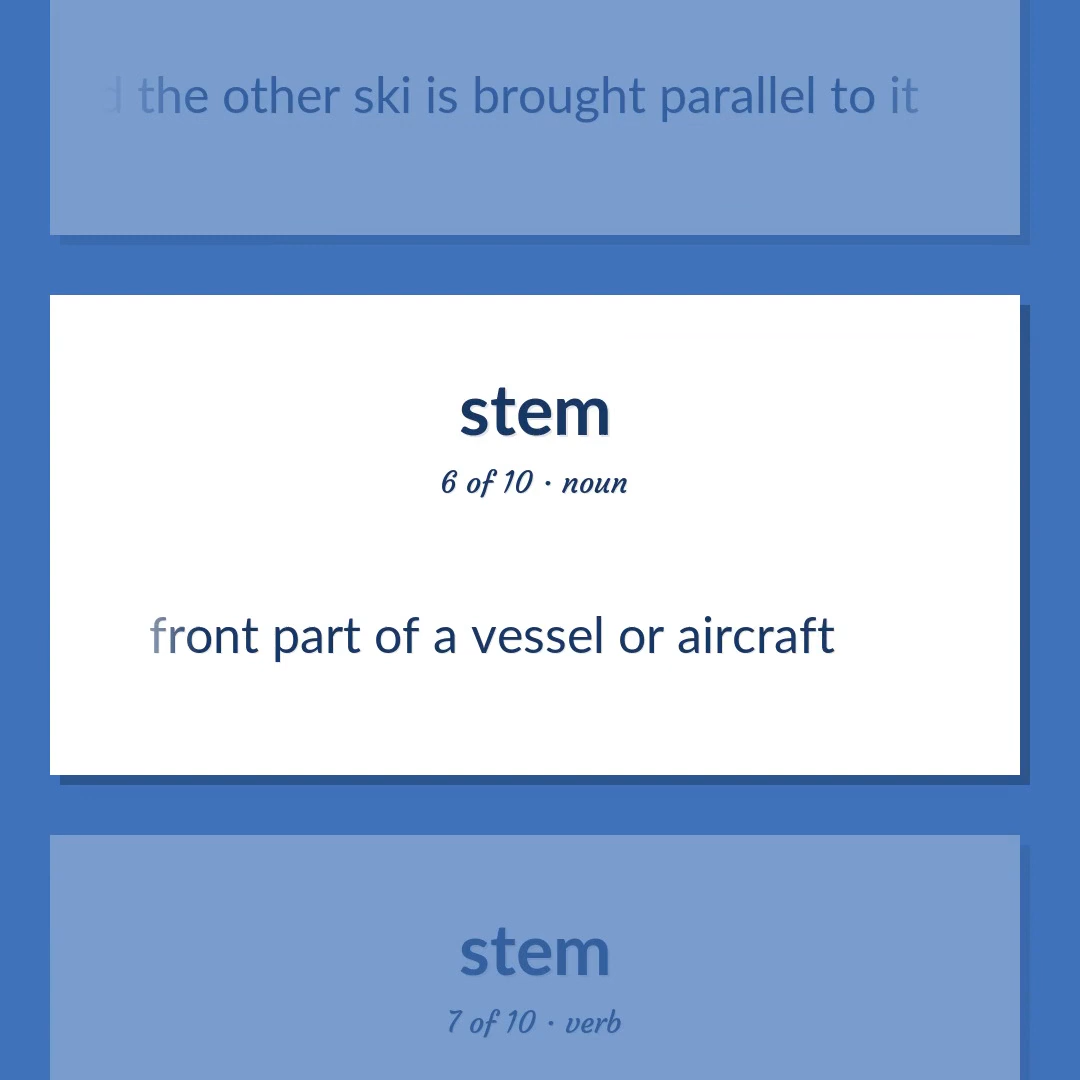 the other ski is brought parallel to it
stem
6 of 10 · noun
front part of a vessel or aircraft
stem
7 of 10 · verb